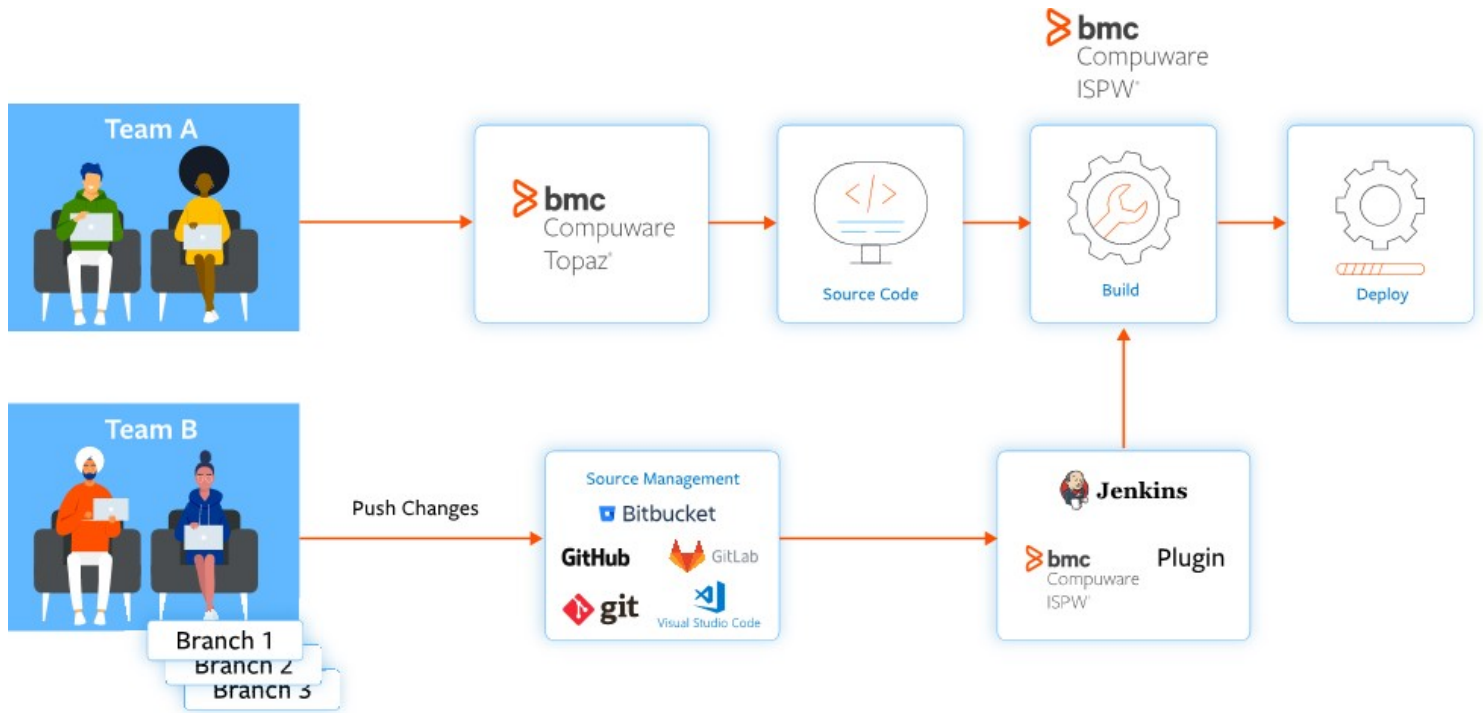 bmc
Compuware
ISPW®
Team A
bmc
Compuware
Topaz®
</>
Source Code
Build
Deploy
Team B
Push Changes
Branch 1
Branch 2
Branch 3
Source Management
Bitbucket
GitHub
GitLab
git
Visual Studio Code
Jenkins
bmc
Compuware
ISPW®
Plugin